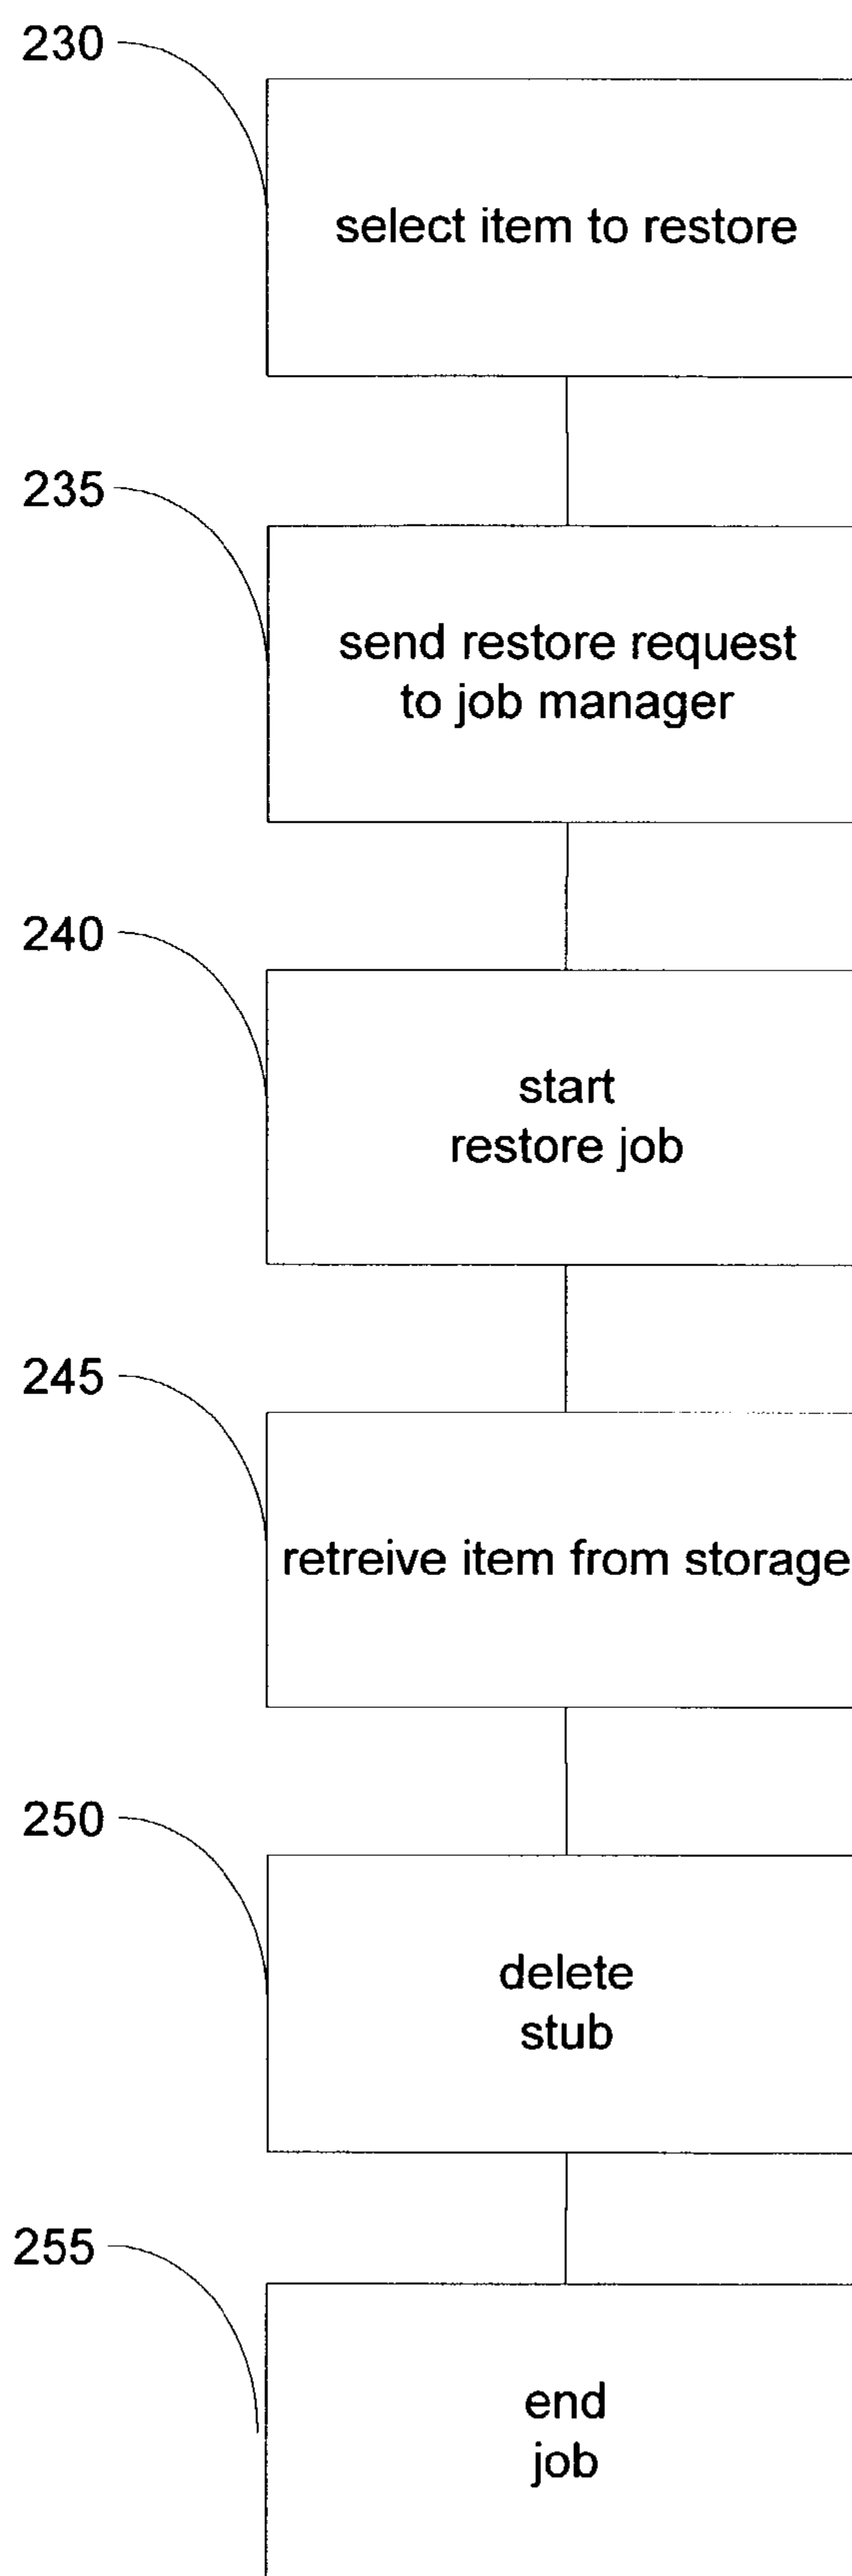 230
select item to restore
235
send restore request
to job manager
240
start
restore job
245
retreive item from storage
250
delete
stub
255
end
job